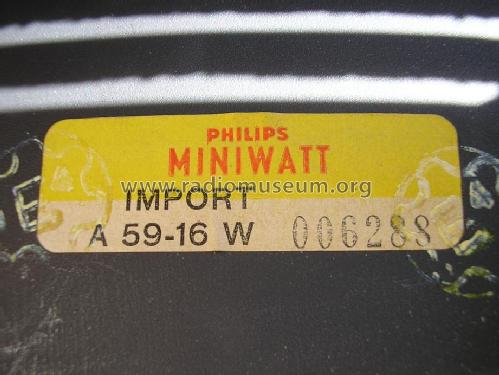 PHILIPS
MINIWATT
www.radiomuseum.org
IMPORT
A 59-16 W 006288